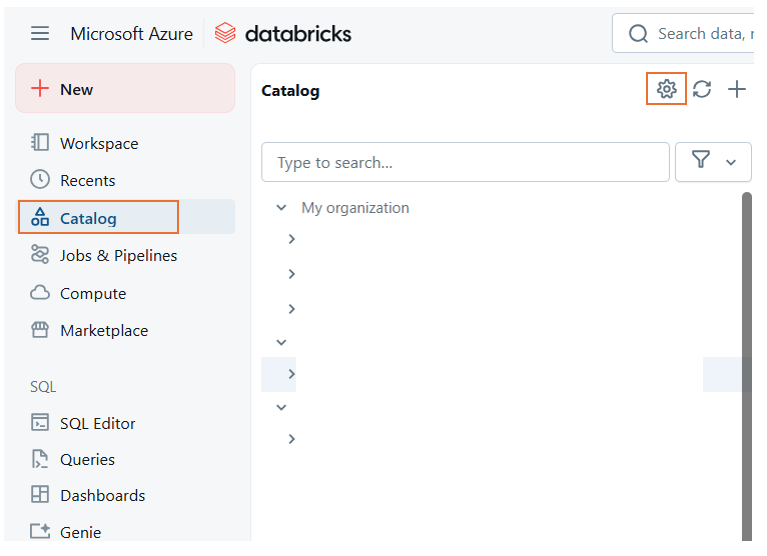 Microsoft Azure
databricks
Search data,
New
Workspace
Recents
Catalog
Jobs & Pipelines
Compute
Marketplace
SQL
SQL Editor
Queries
Dashboards
Genie
Catalog
Type to search...
My organization